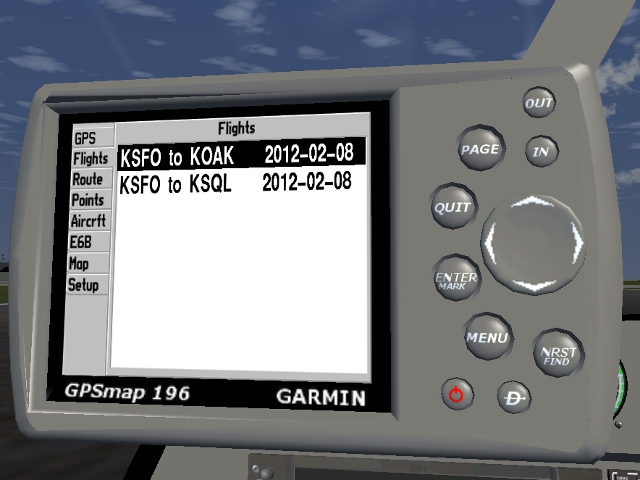 Flights
GPS
Flights
Route
Points
Aircrft
E6B
Map
Setup
KSFO to KOAK 2012-02-08
KSFO to KSQL 2012-02-08
GPSmap 196
GARMIN
OUT
PAGE
IN
QUIT
ENTER
MARK
MENU
NRST
FIND
D